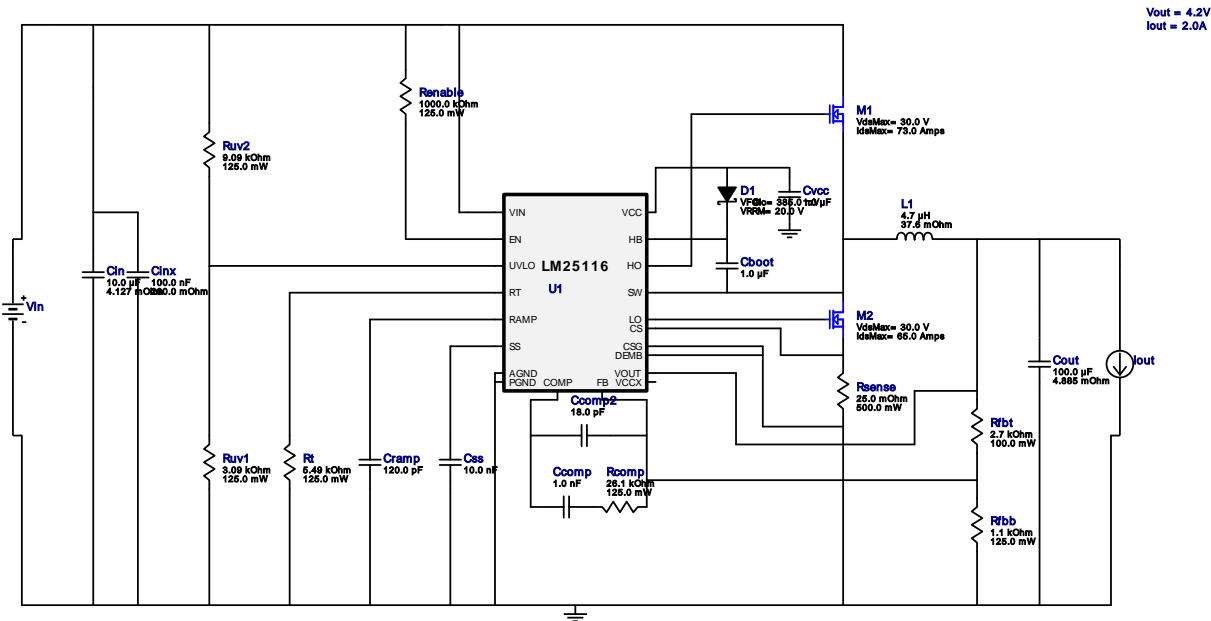 Vout = 4.2V
Iout = 2.0A
Renable
1000.0 kOhm
125.0 mW
M1
VdsMax= 30.0 V
IdsMax= 73.0 Amps
Ruv2
9.09 kOhm
125.0 mW
D1
VRRM= 20.0 V
Cvcc
L1
4.7 µH
37.6 mOhm
VIN
EN
UVLO
RT
RAMP
SS
AGND
PGND
COMP
FB
VCCX
VCC
HB
HO
SW
LO
CS
CSG
DEMB
VOUT
LM25116
U1
Cboot
1.0 µF
Cin
10.0 µF
4.127 mOhm
Cinx
100.0 nF
Vin
+
-
M2
VdsMax= 30.0 V
IdsMax= 65.0 Amps
Rsense
25.0 mOhm
500.0 mW
Cout
100.0 µF
4.885 mOhm
Iout
Rfbt
2.7 kOhm
100.0 mW
Ccomp2
18.0 pF
Ruv1
3.09 kOhm
125.0 mW
Rt
5.49 kOhm
125.0 mW
Cramp
120.0 pF
Css
10.0 nF
Ccomp
1.0 nF
Rcomp
26.1 kOhm
125.0 mW
Rfbb
1.1 kOhm
125.0 mW